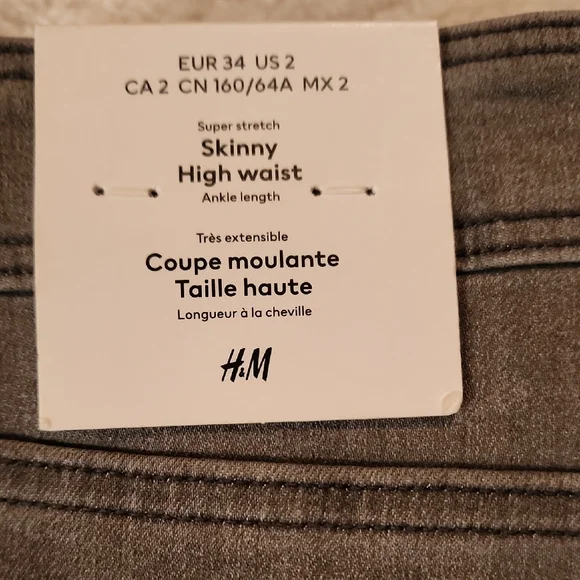 EUR 34 US 2
CA 2 CN 160/64A MX 2
Super stretch
Skinny
High waist
Ankle length
Très extensible
Coupe moulante
Taille haute
Longueur à la cheville
H&M